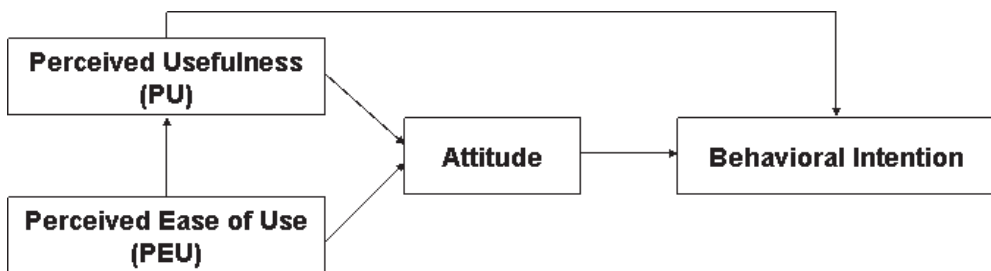 Perceived Usefulness
(PU)
Attitude
Behavioral Intention
Perceived Ease of Use
(PEU)